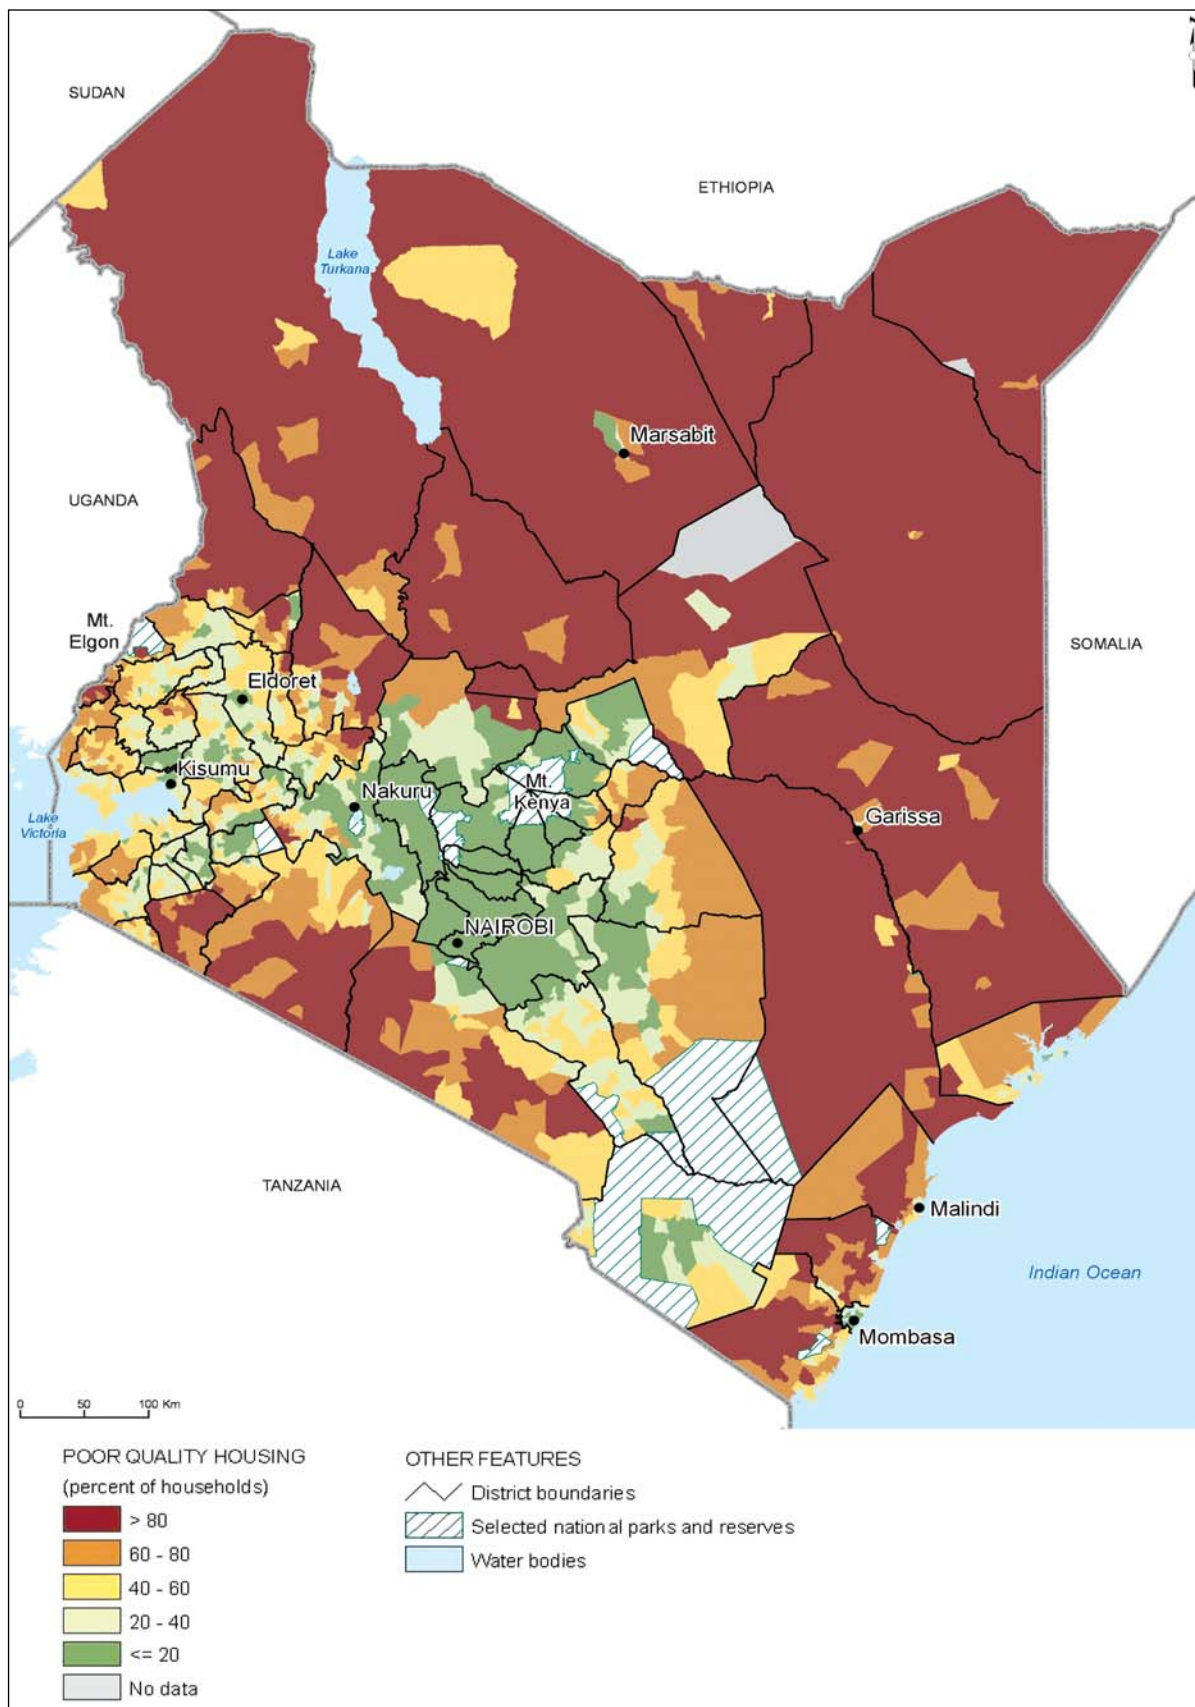 SUDAN
ETHIOPIA
Lake
Turkana
Marsabit
UGANDA
Mt.
Elgon
SOMALIA
Eldoret
Kisumu
Nakuru
Mt.
Kenya
Lake
Victoria
Garissa
NAIROBI
TANZANIA
Malindi
Indian Ocean
Mombasa
0 50 100 Km
POOR QUALITY HOUSING
(percent of households)
> 80
60 - 80
40 - 60
20 - 40
<= 20
No data
OTHER FEATURES
District boundaries
Selected national parks and reserves
Water bodies